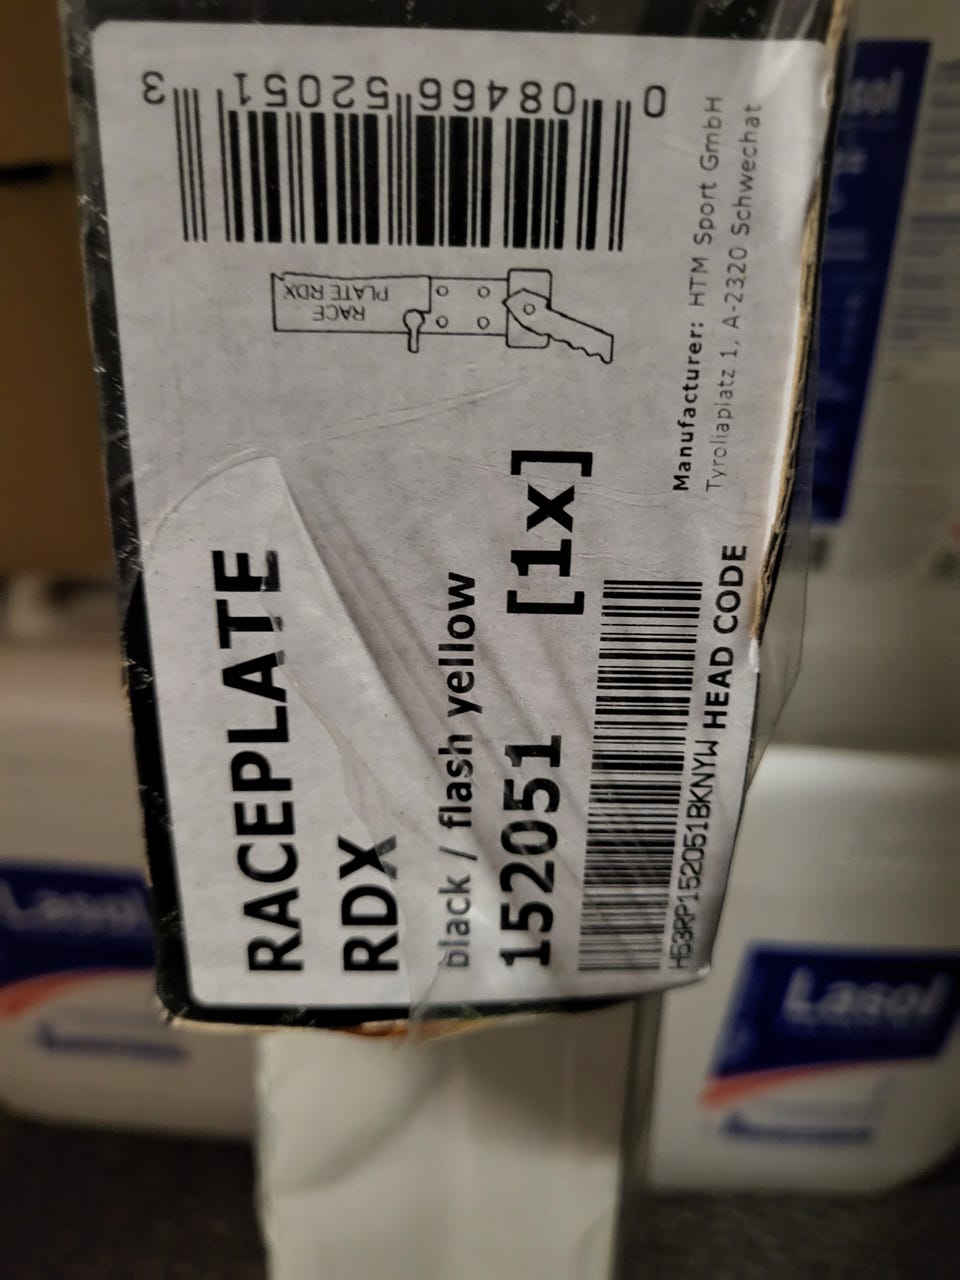 RACEPLATE
RDX
black / flash yellow
152051 [1x]
H63RP152051BKNYW HEAD CODE
RACE
PLATE RDX
0 08466 52051 3
Manufacturer: HTM Sport GmbH
Tyroliaplatz 1, A-2320 Schwechat
Lasol
Lasol